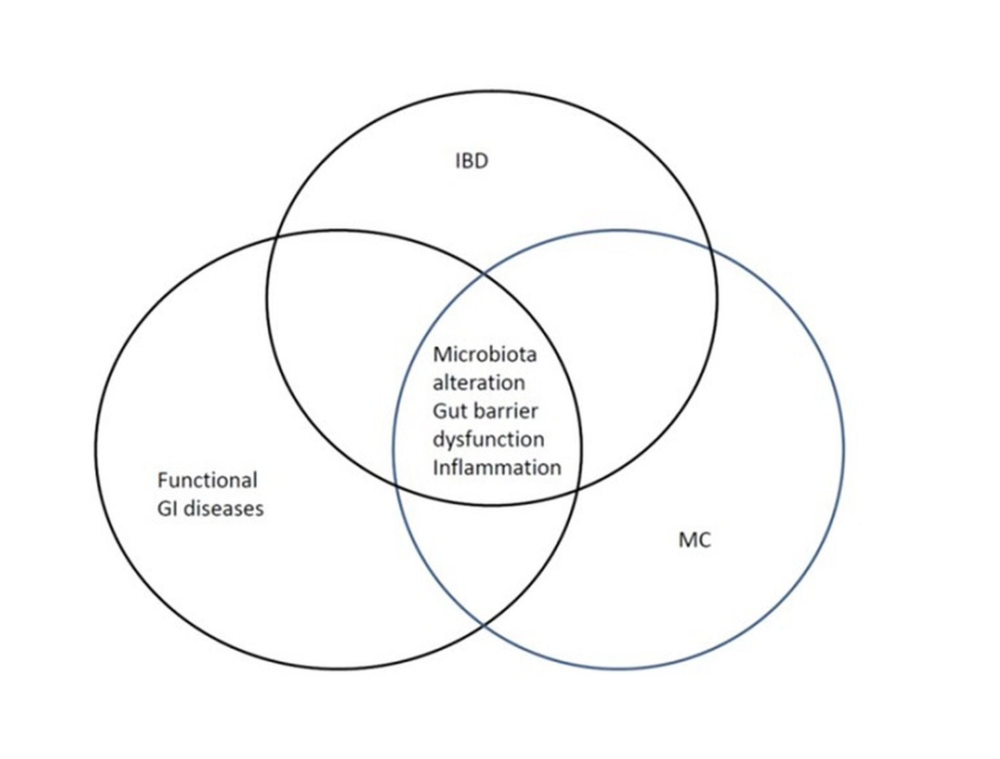 IBD
Microbiota
alteration
Gut barrier
dysfunction
Inflammation
Functional
GI diseases
MC